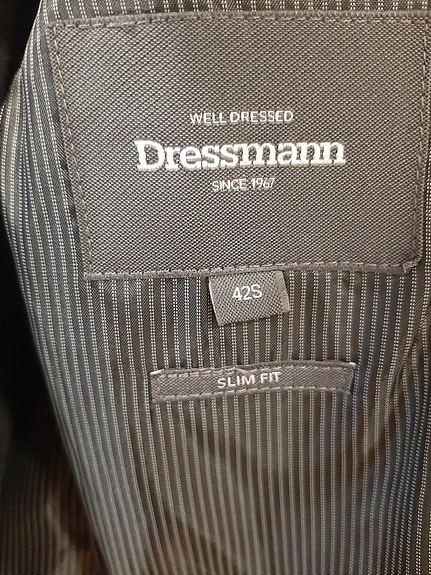 WELL DRESSED
Dressmann
SINCE 1967
42S
SLIM FIT